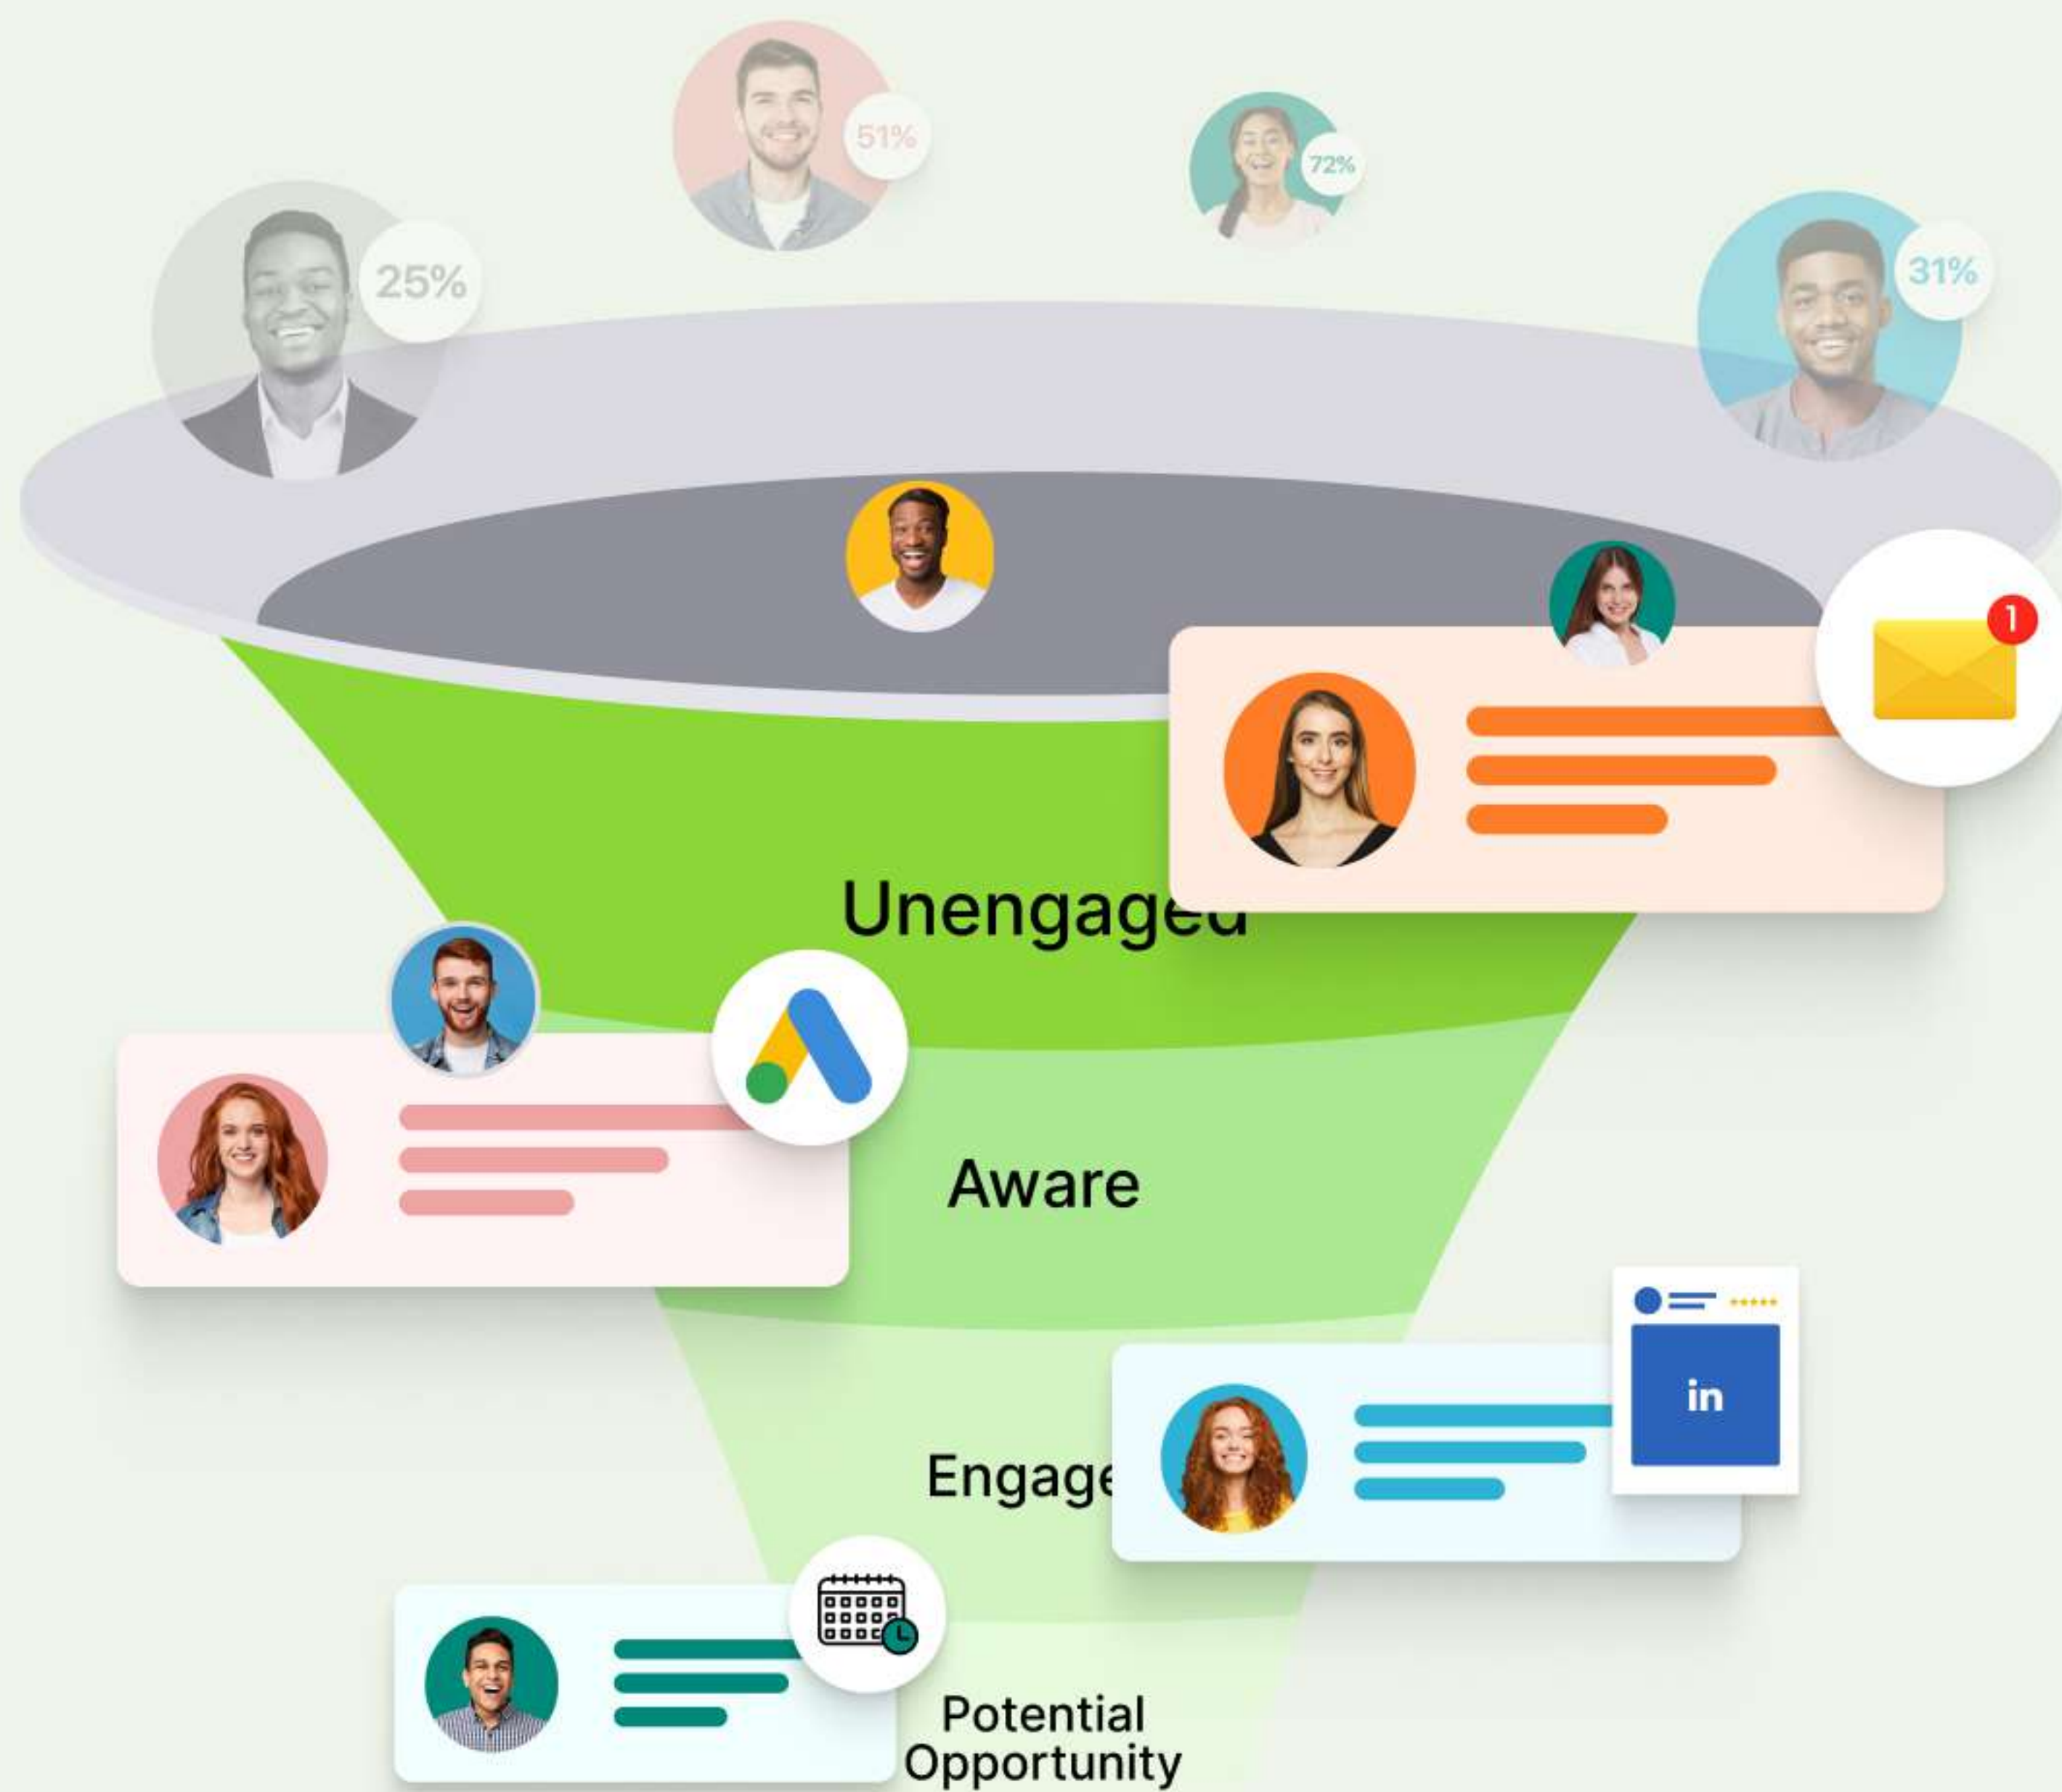 51%
72%
25%
31%
1
Unengaged
Aware
in
Engage
Potential
Opportunity